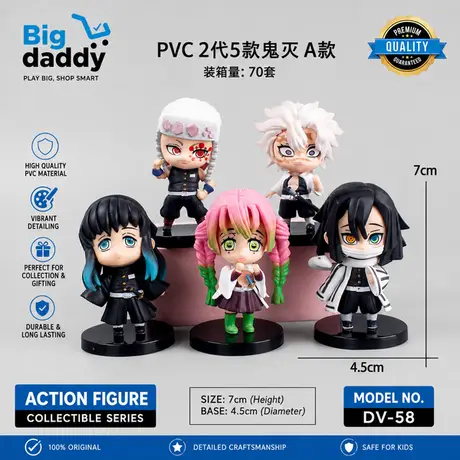 Big
daddy
PLAY BIG, SHOP SMART
PVC 2代5款鬼灭 A款
装箱量: 70套
PREMIUM
QUALITY
GUARANTEED
HIGH QUALITY
PVC MATERIAL
VIBRANT
DETAILING
PERFECT FOR
COLLECTION &
GIFTING
DURABLE &
LONG LASTING
7cm
4.5cm
ACTION FIGURE
COLLECTIBLE SERIES
SIZE: 7cm (Height)
BASE: 4.5cm (Diameter)
MODEL NO.
DV-58
100% ORIGINAL
DETAILED CRAFTSMANSHIP
SAFE FOR KIDS